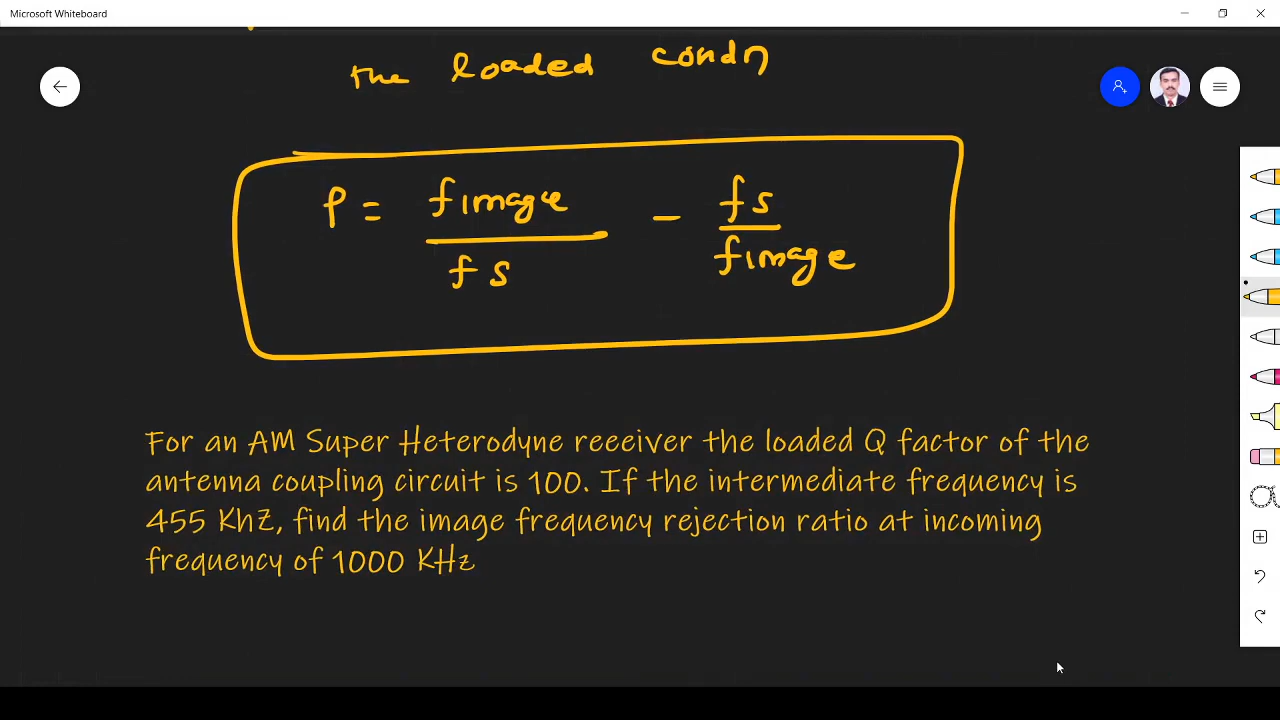 Microsoft Whiteboard
the loaded condn
ρ = fimage / fs - fs / fimage
For an AM Super Heterodyne receiver the loaded Q factor of the
antenna coupling circuit is 100. If the intermediate frequency is
455 KhZ, find the image frequency rejection ratio at incoming
frequency of 1000 KHz